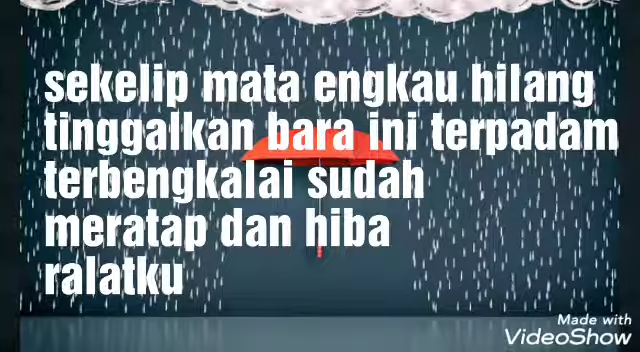 sekelip mata engkau hilang
tinggalkan bara ini terpadam
terbengkalai sudah
meratap dan hiba
ralatku
Made with
VideoShow